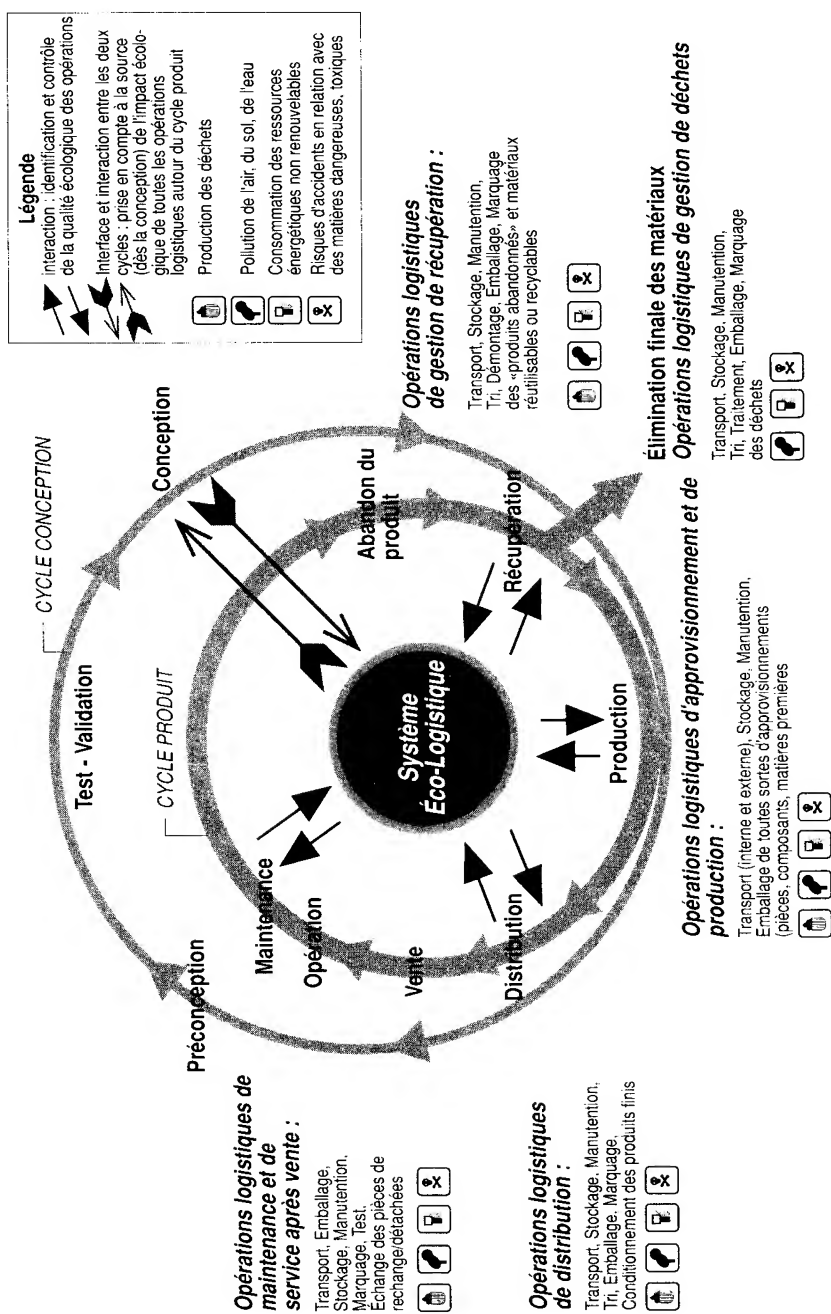 Légende
interaction : identification et contrôle
de la qualité écologique des opérations
Interface et interaction entre les deux
cycles : prise en compte à la source
(dès la conception) de l'impact écolo-
gique de toutes les opérations
logistiques autour du cycle produit
Production des déchets
Pollution de l'air, du sol, de l'eau
Consommation des ressources
énergétiques non renouvelables
Risques d'accidents en relation avec
des matières dangereuses, toxiques
CYCLE CONCEPTION
Préconception
Test - Validation
Conception
CYCLE PRODUIT
Maintenance
Opération
Vente
Distribution
Production
Récupération
Abandon du
produit
Système
Éco-Logistique
Opérations logistiques de
maintenance et de
service après vente :
Transport, Emballage,
Stockage, Manutention,
Marquage, Test,
Echange des pièces de
rechange/détachées
Opérations logistiques
de distribution :
Transport, Stockage, Manutention,
Tri, Emballage, Marquage,
Conditionnement des produits finis
Opérations logistiques d'approvisionnement et de
production :
Transport (interne et externe), Stockage, Manutention,
Emballage de toutes sortes d'approvisionnements
(pièces, composants, matières premières
Opérations logistiques
de gestion de récupération :
Transport, Stockage, Manutention,
Tri, Démontage, Emballage, Marquage
des «produits abandonnés» et matériaux
réutilisables ou recyclables
Élimination finale des matériaux
Opérations logistiques de gestion de déchets
Transport, Stockage, Manutention,
Tri, Traitement, Emballage, Marquage
des déchets